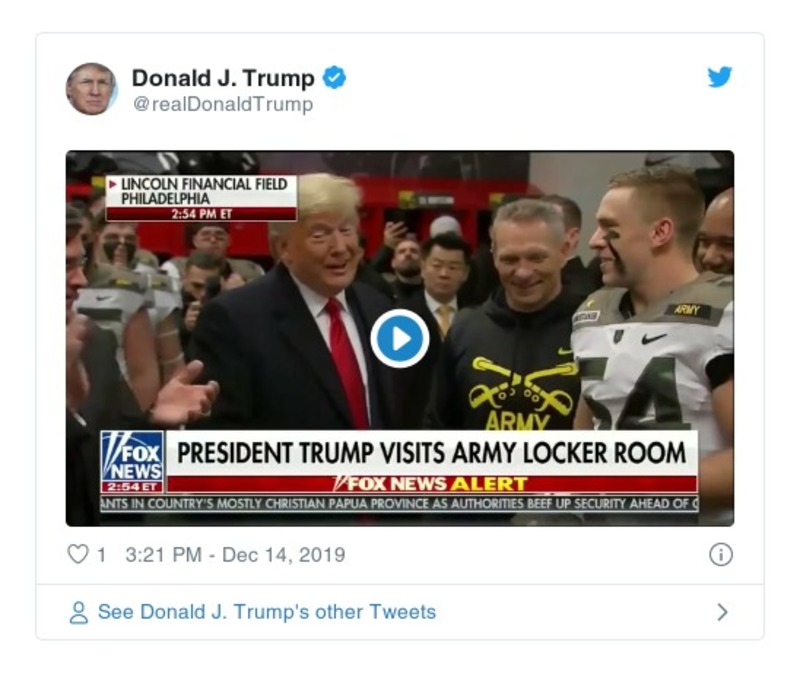 Donald J. Trump
@realDonaldTrump
LINCOLN FINANCIAL FIELD
PHILADELPHIA
2:54 PM ET
ARMY
54
ARMY
FOX
NEWS
2:54 ET
PRESIDENT TRUMP VISITS ARMY LOCKER ROOM
FOX NEWS ALERT
ANTS IN COUNTRY'S MOSTLY CHRISTIAN PAPUA PROVINCE AS AUTHORITIES BEEF UP SECURITY AHEAD OF
1 3:21 PM - Dec 14, 2019
See Donald J. Trump's other Tweets